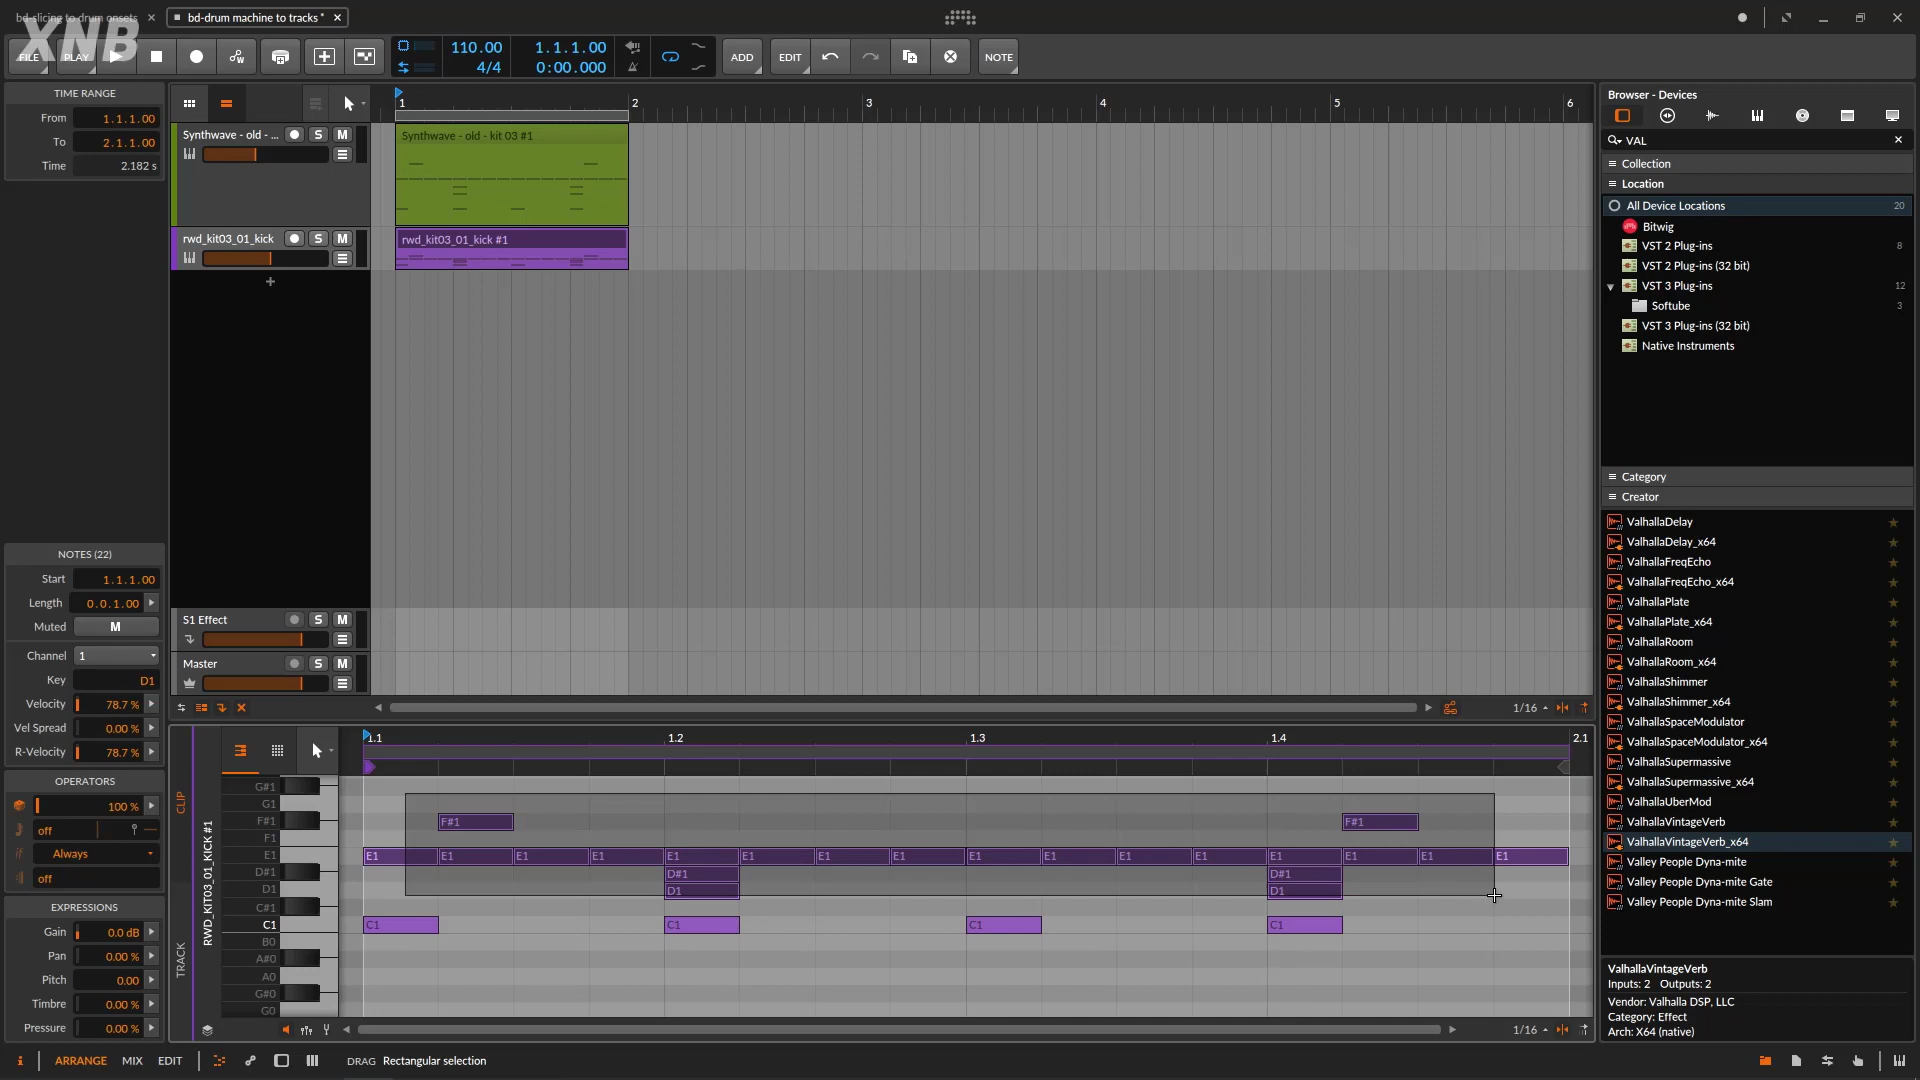 bd-slicing to drum onsets
bd-drum machine to tracks *
XNB
FILE
PLAY
110.00
4/4
1.1.1.00
0:00.000
ADD
EDIT
NOTE
TIME RANGE
From 1.1.1.00
To 2.1.1.00
Time 2.182 s
1 2 3 4 5 6
Synthwave - old - ... S M
Synthwave - old - kit 03 #1
rwd_kit03_01_kick S M
rwd_kit03_01_kick #1
+
S1 Effect S M
Master S M
1/16
NOTES (22)
Start 1.1.1.00
Length 0.0.1.00
Muted M
Channel 1
Key D1
Velocity 78.7 %
Vel Spread 0.00 %
R-Velocity 78.7 %
OPERATORS
100 %
off
Always
off
EXPRESSIONS
Gain 0.0 dB
Pan 0.00 %
Pitch 0.00
Timbre 0.00 %
Pressure 0.00 %
CLIP
TRACK
RWD_KIT03_01_KICK #1
1.1 1.2 1.3 1.4 2.1
G#1
G1
F#1 F#1 F#1
F1
E1 E1 E1 E1 E1 E1 E1 E1 E1 E1 E1 E1 E1 E1 E1 E1 E1
D#1 D#1 D#1
D1 D1 D1
C#1
C1 C1 C1 C1 C1
B0
A#0
A0
G#0
G0
1/16
i
ARRANGE
MIX
EDIT
DRAG Rectangular selection
Browser - Devices
VAL
Collection
Location
All Device Locations 20
Bitwig
VST 2 Plug-ins 8
VST 2 Plug-ins (32 bit)
VST 3 Plug-ins 12
Softube 3
VST 3 Plug-ins (32 bit)
Native Instruments
Category
Creator
ValhallaDelay
ValhallaDelay_x64
ValhallaFreqEcho
ValhallaFreqEcho_x64
ValhallaPlate
ValhallaPlate_x64
ValhallaRoom
ValhallaRoom_x64
ValhallaShimmer
ValhallaShimmer_x64
ValhallaSpaceModulator
ValhallaSpaceModulator_x64
ValhallaSupermassive
ValhallaSupermassive_x64
ValhallaUberMod
ValhallaVintageVerb
ValhallaVintageVerb_x64
Valley People Dyna-mite
Valley People Dyna-mite Gate
Valley People Dyna-mite Slam
ValhallaVintageVerb
Inputs: 2 Outputs: 2
Vendor: Valhalla DSP, LLC
Category: Effect
Arch: X64 (native)